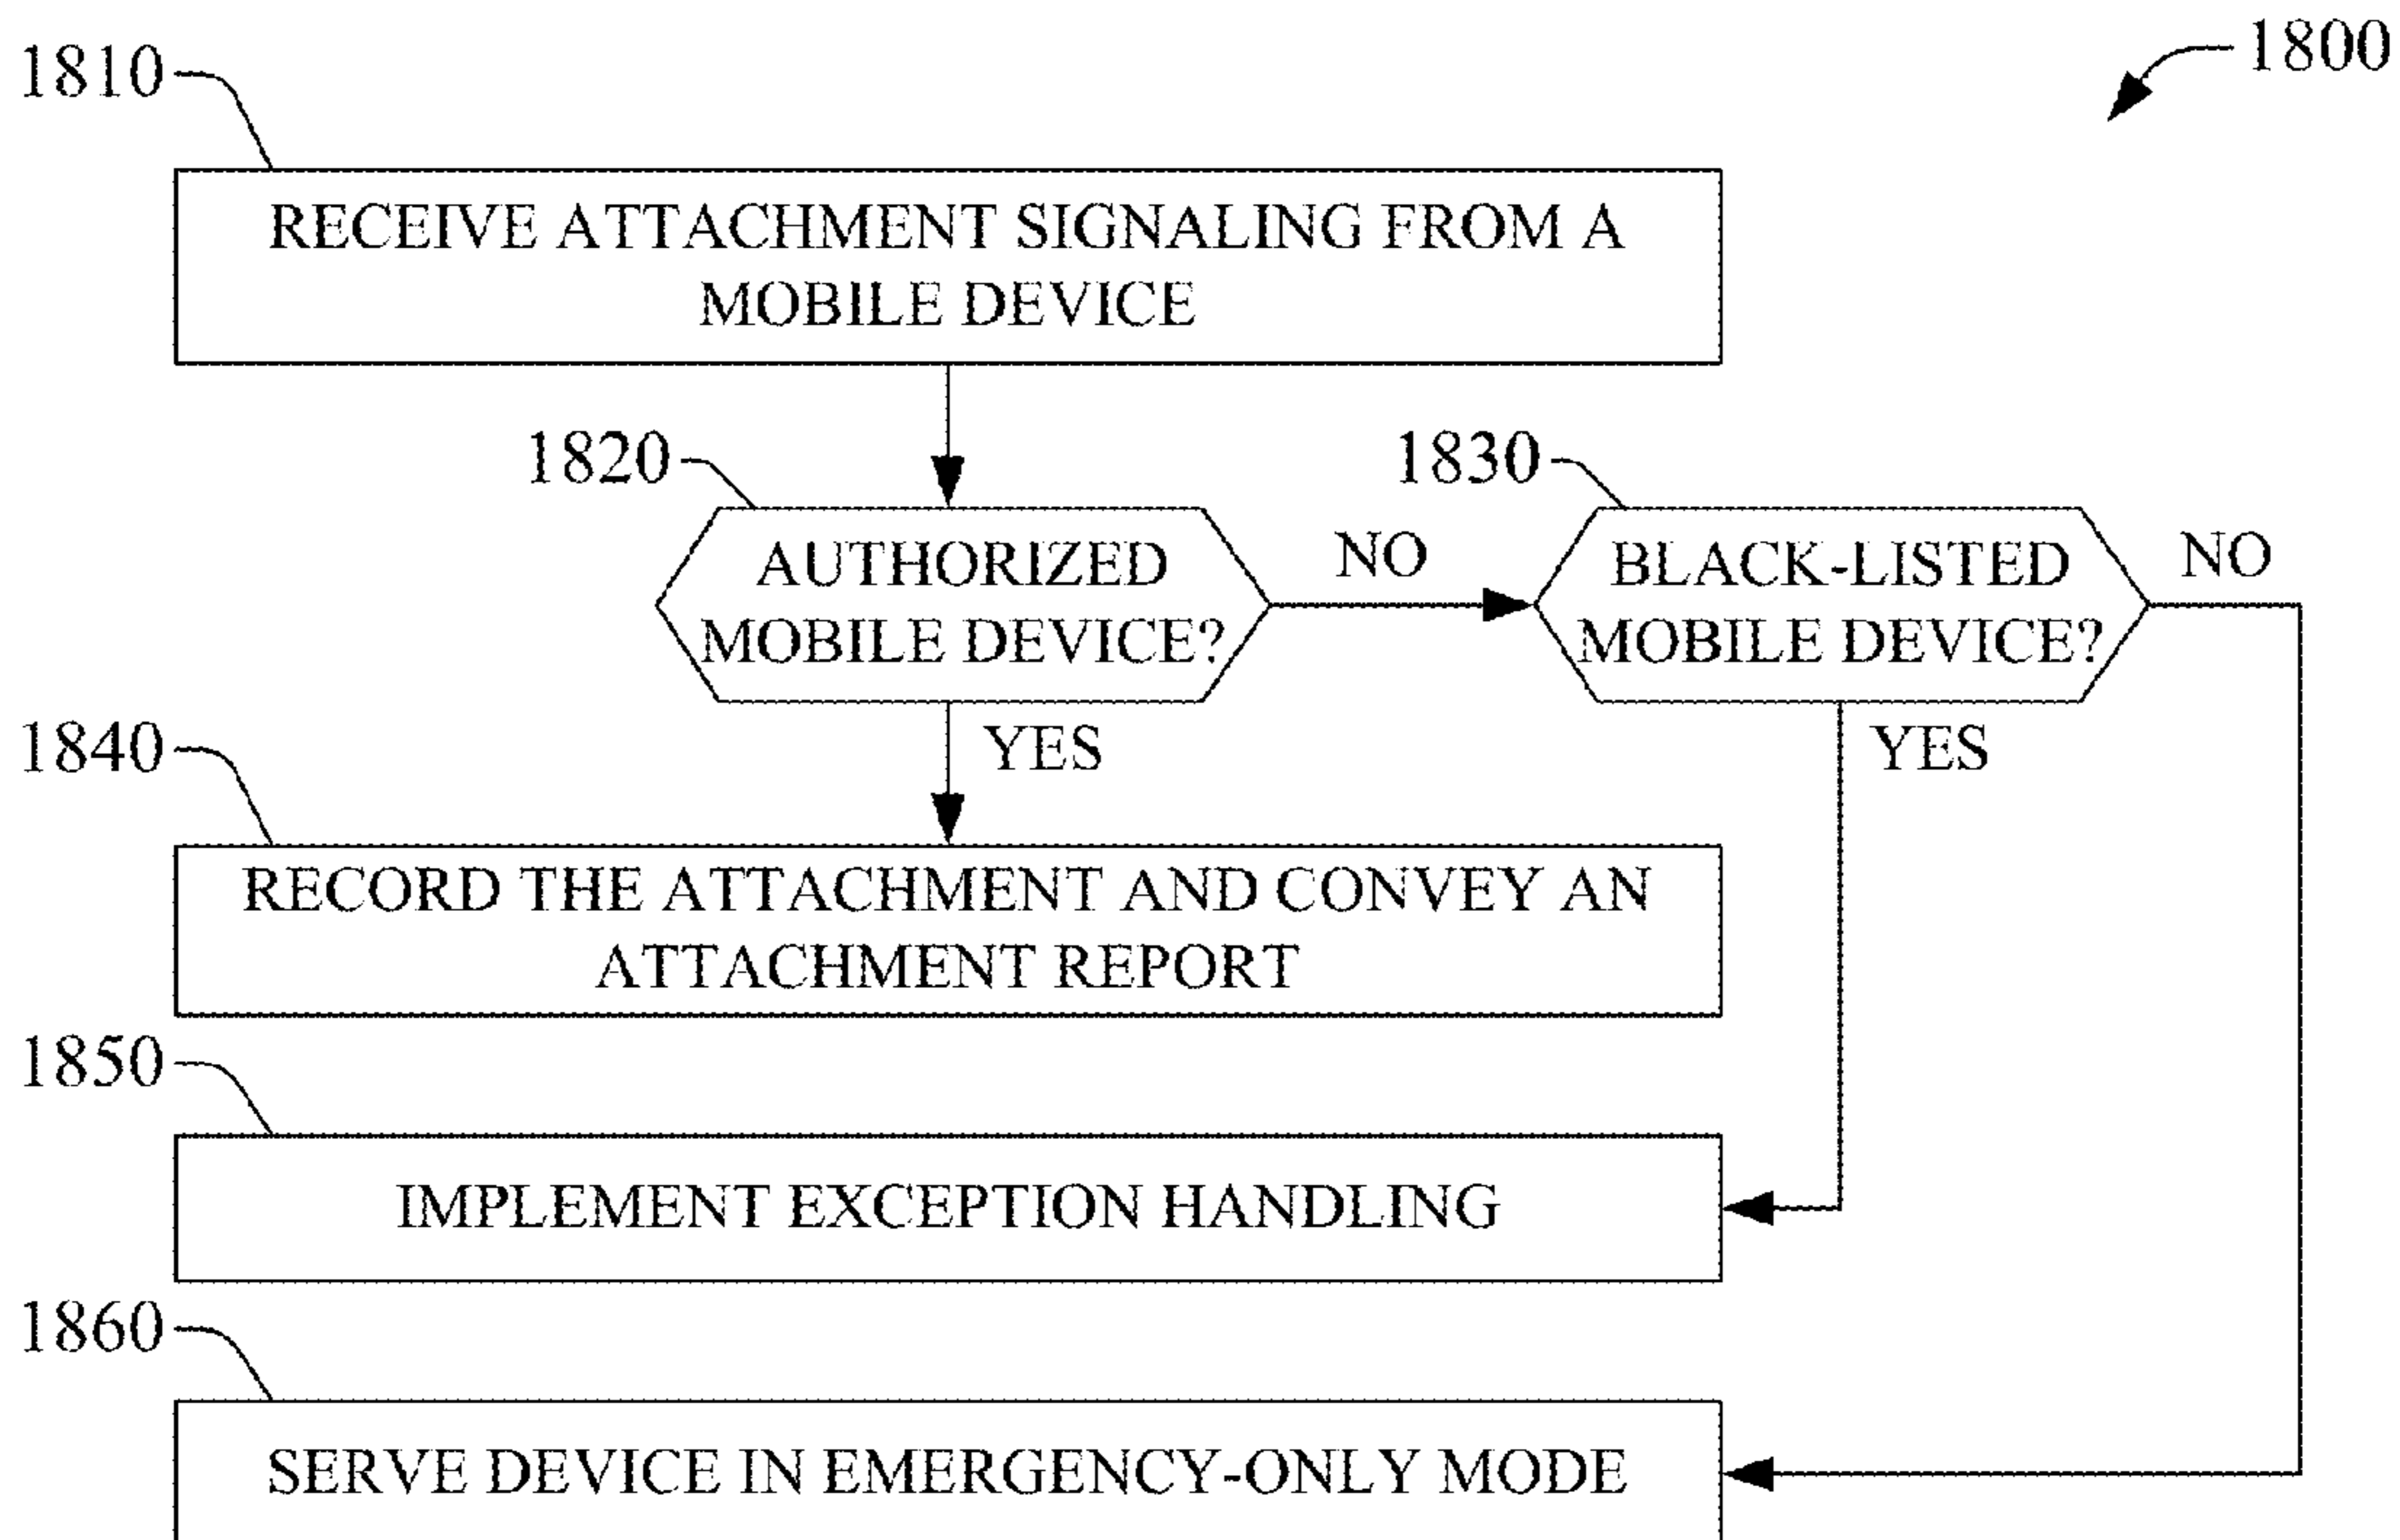 1800
1810
RECEIVE ATTACHMENT SIGNALING FROM A
MOBILE DEVICE
1820
AUTHORIZED
MOBILE DEVICE?
NO
1830
BLACK-LISTED
MOBILE DEVICE?
NO
YES
YES
1840
RECORD THE ATTACHMENT AND CONVEY AN
ATTACHMENT REPORT
1850
IMPLEMENT EXCEPTION HANDLING
1860
SERVE DEVICE IN EMERGENCY-ONLY MODE